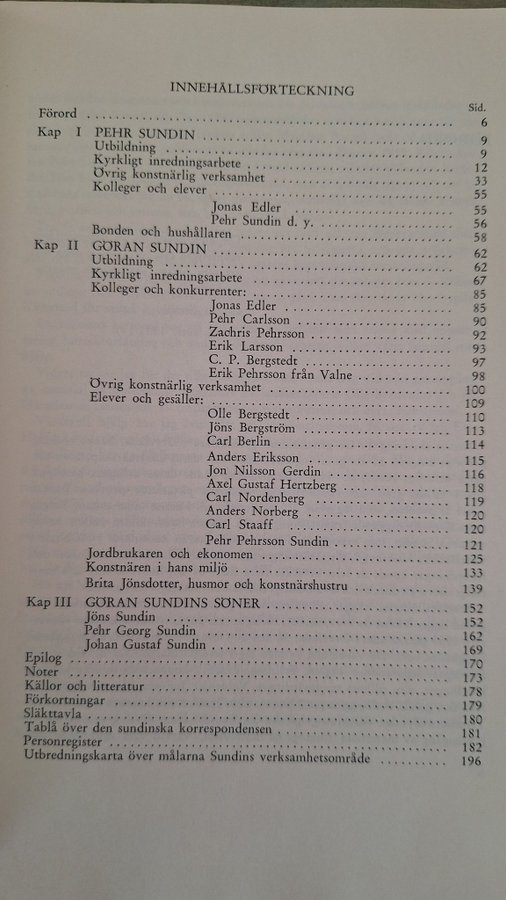 INNEHÅLLSFÖRTECKNING
Sid.
Förord 6
Kap I PEHR SUNDIN 9
Utbildning 9
Kyrkligt inredningsarbete 12
Övrig konstnärlig verksamhet 33
Kolleger och elever 55
Jonas Edler 55
Pehr Sundin d. y. 56
Bonden och hushållaren 58
Kap II GÖRAN SUNDIN 62
Utbildning 62
Kyrkligt inredningsarbete 67
Kolleger och konkurrenter: 85
Jonas Edler 85
Pehr Carlsson 90
Zachris Pehrsson 92
Erik Larsson 93
C. P. Bergstedt 97
Erik Pehrsson från Valne 98
Övrig konstnärlig verksamhet 100
Elever och gesäller: 109
Olle Bergstedt 110
Jöns Bergström 113
Carl Berlin 114
Anders Eriksson 115
Jon Nilsson Gerdin 116
Axel Gustaf Hertzberg 118
Carl Nordenberg 119
Anders Norberg 120
Carl Staaff 120
Pehr Pehrsson Sundin 121
Jordbrukaren och ekonomen 125
Konstnären i hans miljö 133
Brita Jönsdotter, husmor och konstnärshustru 139
Kap III GÖRAN SUNDINS SÖNER 152
Jöns Sundin 152
Pehr Georg Sundin 162
Johan Gustaf Sundin 169
Epilog 170
Noter 173
Källor och litteratur 178
Förkortningar 179
Släkttavla 180
Tablå över den sundinska korrespondensen 181
Personregister 182
Utbredningskarta över målarna Sundins verksamhetsområde 196